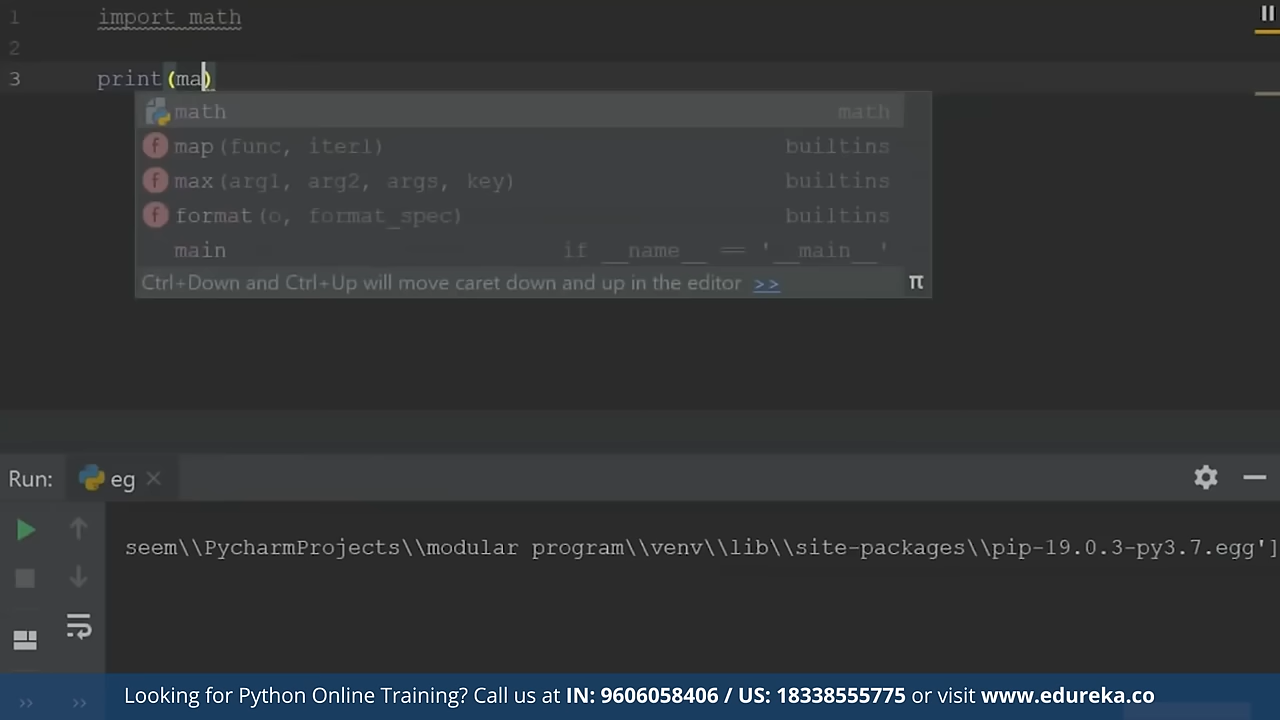 1 import math
2
3 print(ma)
math math
map(func, iter1) builtins
max(arg1, arg2, args, key) builtins
format(o, format_spec) builtins
main if __name__ == '__main__'
Ctrl+Down and Ctrl+Up will move caret down and up in the editor >> π
Run: eg
seem\\PycharmProjects\\modular program\\venv\\lib\\site-packages\\pip-19.0.3-py3.7.egg']
Looking for Python Online Training? Call us at IN: 9606058406 / US: 18338555775 or visit www.edureka.co